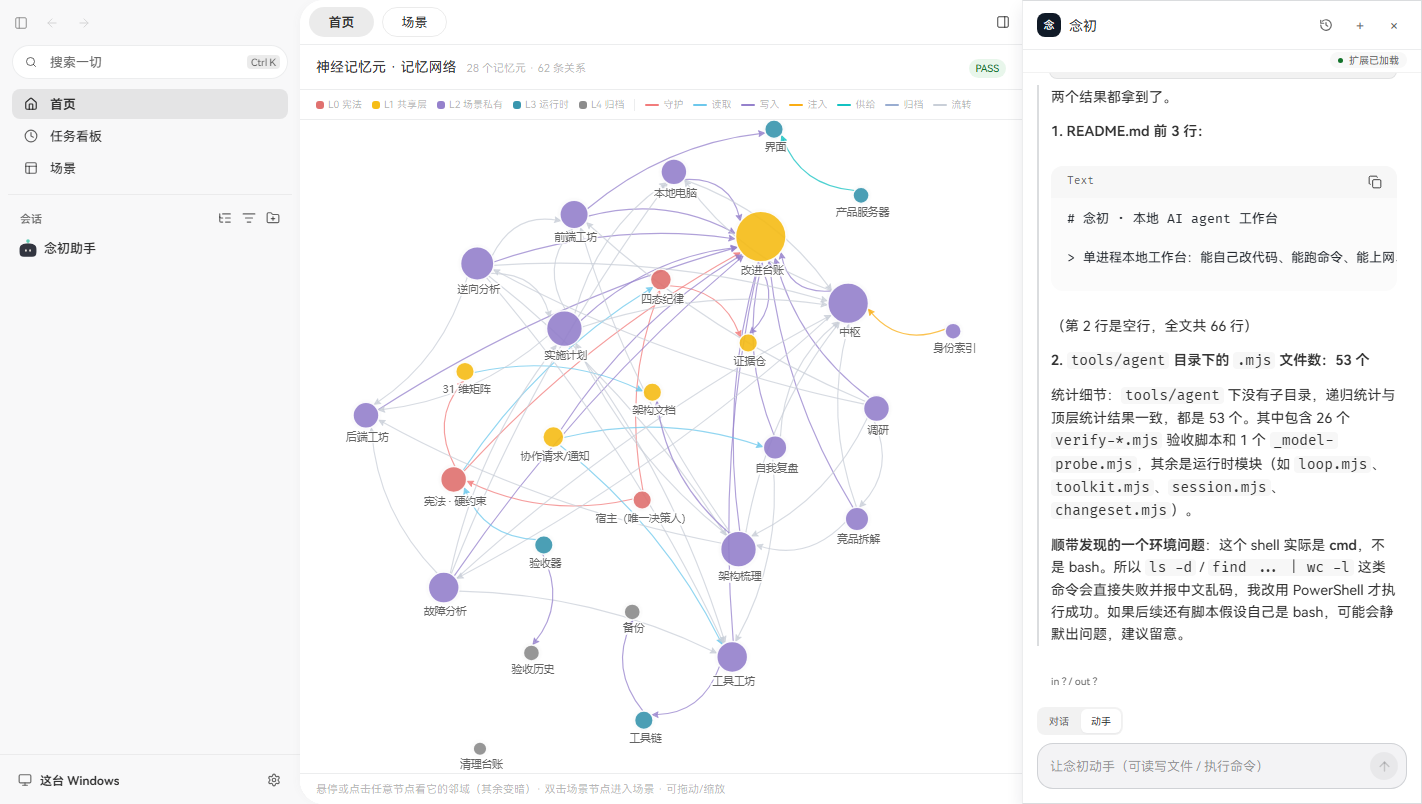 搜索一切
Ctrl K
首页
任务看板
场景
会话
念初助手
这台 Windows
首页
场景
神经记忆元 · 记忆网络
28 个记忆元 · 62 条关系
PASS
L0 宪法
L1 共享层
L2 场景私有
L3 运行时
L4 归档
守护
读取
写入
注入
供给
归档
流转
界面
本地电脑
产品服务器
前端工坊
改进台账
逆向分析
四态纪律
中枢
实施计划
身份索引
证据仓
31 维矩阵
架构文档
后端工坊
调研
协作请求/通知
自我复盘
宪法 · 硬约束
宿主（唯一决策人）
竞品拆解
验收器
架构梳理
故障分析
备份
验收历史
工具工坊
工具链
清理台账
悬停或点击任意节点看它的邻域（其余变暗） · 双击场景节点进入场景 · 可拖动/缩放
念 念初
扩展已加载
两个结果都拿到了。
1. README.md 前 3 行：
Text
# 念初 · 本地 AI agent 工作台
> 单进程本地工作台：能自己改代码、能跑命令、能上网
（第 2 行是空行，全文共 66 行）
2. tools/agent 目录下的 .mjs 文件数：53 个
统计细节：tools/agent 下没有子目录，递归统计与
顶层统计结果一致，都是 53 个。其中包含 26 个
verify-*.mjs 验收脚本和 1 个 _model-
probe.mjs，其余是运行时模块（如 loop.mjs、
toolkit.mjs、session.mjs、
changeset.mjs）。
顺带发现的一个环境问题：这个 shell 实际是 cmd，不
是 bash。所以 ls -d / find ... | wc -l 这类
命令会直接失败并报中文乱码，我改用 PowerShell 才执
行成功。如果后续还有脚本假设自己是 bash，可能会静
默出问题，建议留意。
in ? / out ?
对话
动手
让念初动手（可读写文件 / 执行命令）